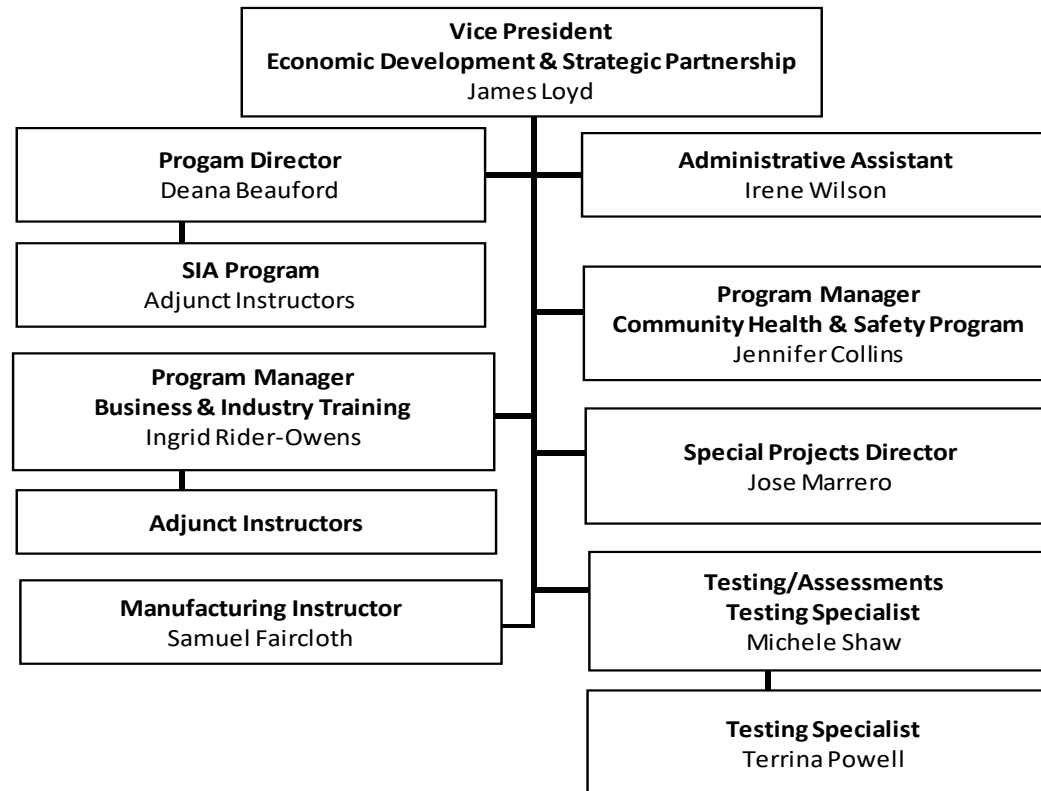 Vice President
Economic Development & Strategic Partnership
James Loyd
Progam Director
Deana Beauford
Administrative Assistant
Irene Wilson
SIA Program
Adjunct Instructors
Program Manager
Community Health & Safety Program
Jennifer Collins
Program Manager
Business & Industry Training
Ingrid Rider-Owens
Special Projects Director
Jose Marrero
Adjunct Instructors
Testing/Assessments
Testing Specialist
Michele Shaw
Manufacturing Instructor
Samuel Faircloth
Testing Specialist
Terrina Powell